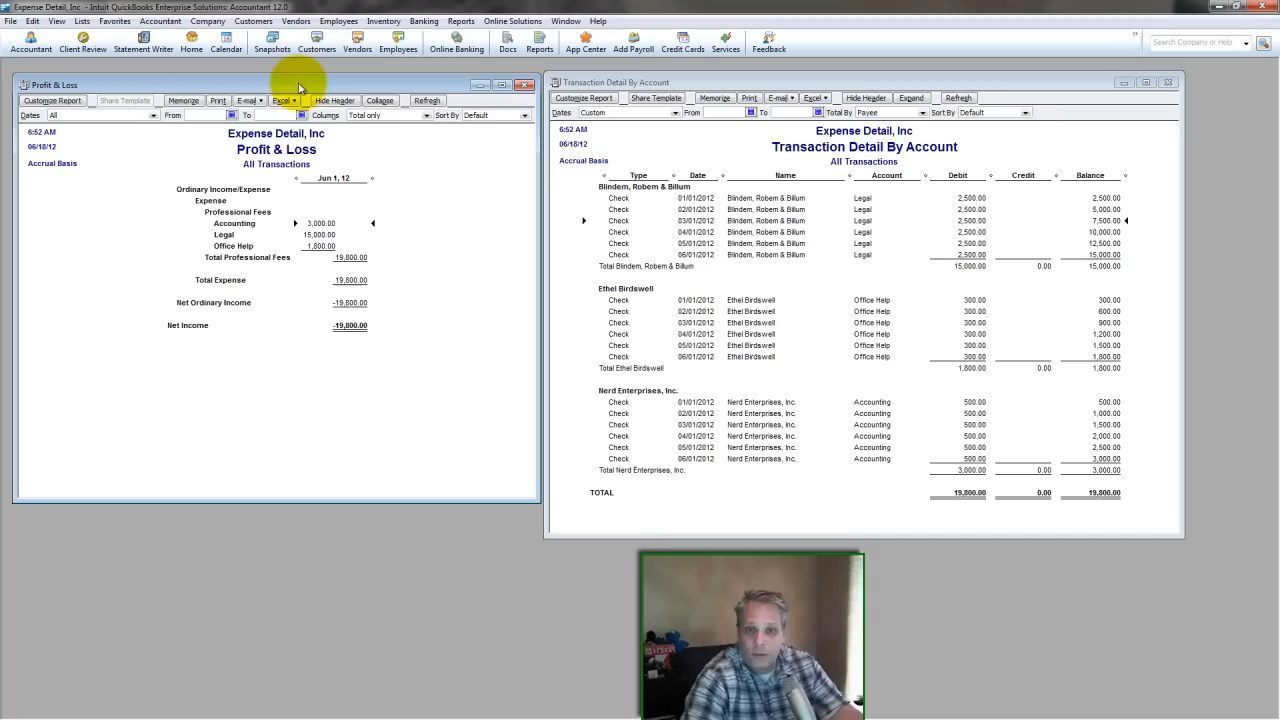 Expense Detail, Inc - Intuit QuickBooks Enterprise Solutions: Accountant 12.0
File Edit View Lists Favorites Accountant Company Customers Vendors Employees Inventory Banking Reports Online Solutions Window Help
Accountant Client Review Statement Writer Home Calendar Snapshots Customers Vendors Employees Online Banking Docs Reports App Center Add Payroll Credit Cards Services Feedback Search Company or Help
Profit & Loss
Customize Report Share Template Memorize Print E-mail Excel Hide Header Collapse Refresh
Dates All From To Columns Total only Sort By Default
6:52 AM
06/18/12
Accrual Basis
Expense Detail, Inc
Profit & Loss
All Transactions
Jun 1, 12
Ordinary Income/Expense
Expense
Professional Fees
Accounting 3,000.00
Legal 15,000.00
Office Help 1,800.00
Total Professional Fees 19,800.00
Total Expense 19,800.00
Net Ordinary Income -19,800.00
Net Income -19,800.00
Transaction Detail By Account
Customize Report Share Template Memorize Print E-mail Excel Hide Header Expand Refresh
Dates Custom From To Total By Payee Sort By Default
6:52 AM
06/18/12
Accrual Basis
Expense Detail, Inc
Transaction Detail By Account
All Transactions
Type Date Name Account Debit Credit Balance
Blindem, Robem & Billum
Check 01/01/2012 Blindem, Robem & Billum Legal 2,500.00 2,500.00
Check 02/01/2012 Blindem, Robem & Billum Legal 2,500.00 5,000.00
Check 03/01/2012 Blindem, Robem & Billum Legal 2,500.00 7,500.00
Check 04/01/2012 Blindem, Robem & Billum Legal 2,500.00 10,000.00
Check 05/01/2012 Blindem, Robem & Billum Legal 2,500.00 12,500.00
Check 06/01/2012 Blindem, Robem & Billum Legal 2,500.00 15,000.00
Total Blindem, Robem & Billum 15,000.00 0.00 15,000.00
Ethel Birdswell
Check 01/01/2012 Ethel Birdswell Office Help 300.00 300.00
Check 02/01/2012 Ethel Birdswell Office Help 300.00 600.00
Check 03/01/2012 Ethel Birdswell Office Help 300.00 900.00
Check 04/01/2012 Ethel Birdswell Office Help 300.00 1,200.00
Check 05/01/2012 Ethel Birdswell Office Help 300.00 1,500.00
Check 06/01/2012 Ethel Birdswell Office Help 300.00 1,800.00
Total Ethel Birdswell 1,800.00 0.00 1,800.00
Nerd Enterprises, Inc.
Check 01/01/2012 Nerd Enterprises, Inc. Accounting 500.00 500.00
Check 02/01/2012 Nerd Enterprises, Inc. Accounting 500.00 1,000.00
Check 03/01/2012 Nerd Enterprises, Inc. Accounting 500.00 1,500.00
Check 04/01/2012 Nerd Enterprises, Inc. Accounting 500.00 2,000.00
Check 05/01/2012 Nerd Enterprises, Inc. Accounting 500.00 2,500.00
Check 06/01/2012 Nerd Enterprises, Inc. Accounting 500.00 3,000.00
Total Nerd Enterprises, Inc. 3,000.00 0.00 3,000.00
TOTAL 19,800.00 0.00 19,800.00